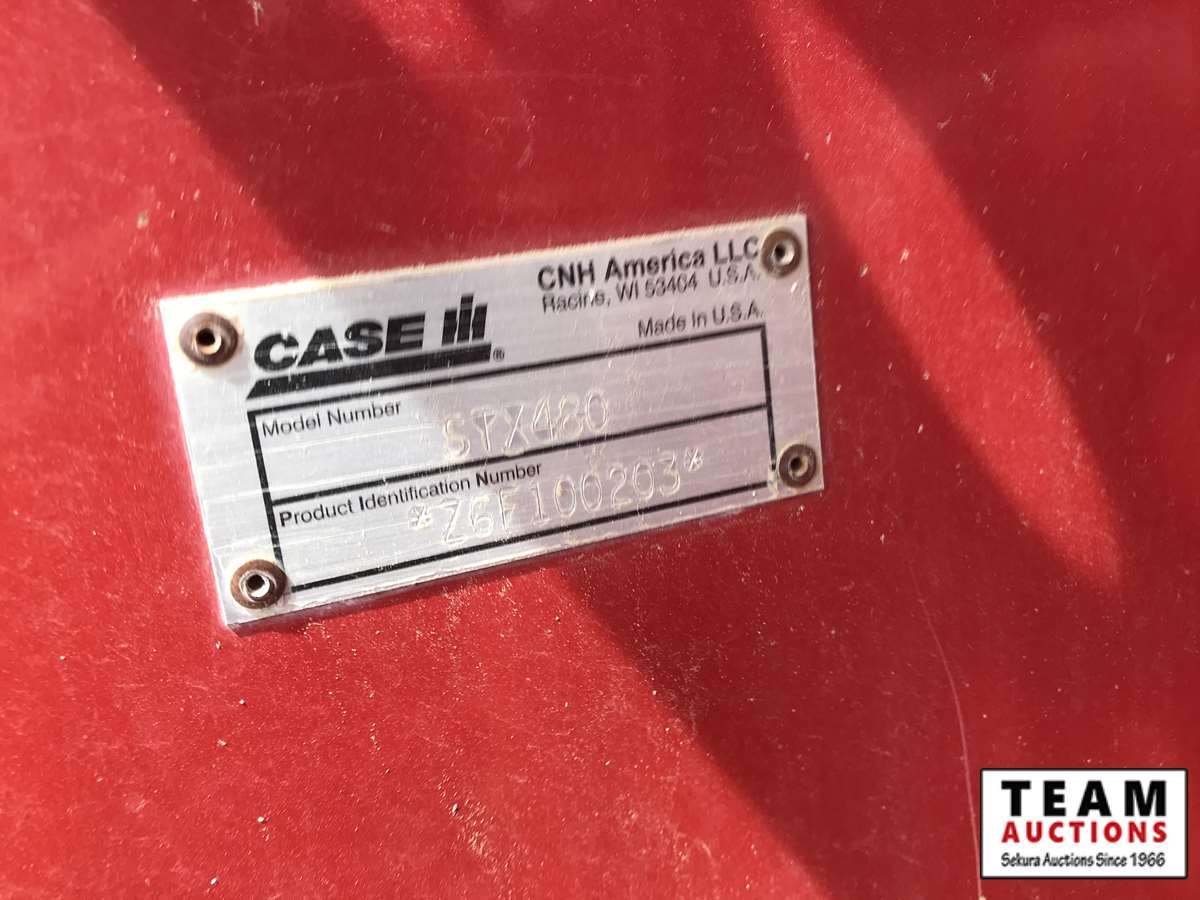 CASE IH ®
CNH America LLC
Racine, WI 53404 U.S.A.
Made in U.S.A.
Model Number
STX480
Product Identification Number
*Z6F100203*
TEAM
AUCTIONS
Sekura Auctions Since 1966